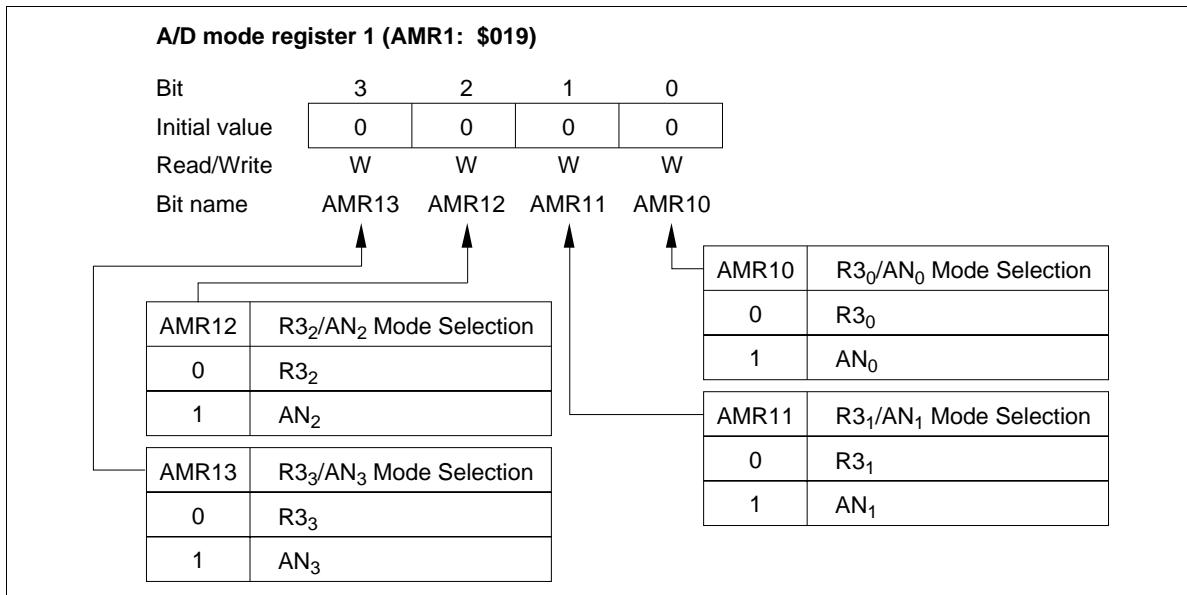 A/D mode register 1 (AMR1: $019)
Bit 3 2 1 0
Initial value 0 0 0 0
Read/Write W W W W
Bit name AMR13 AMR12 AMR11 AMR10
AMR12 R3₂/AN₂ Mode Selection
0 R3₂
1 AN₂
AMR13 R3₃/AN₃ Mode Selection
0 R3₃
1 AN₃
AMR10 R3₀/AN₀ Mode Selection
0 R3₀
1 AN₀
AMR11 R3₁/AN₁ Mode Selection
0 R3₁
1 AN₁